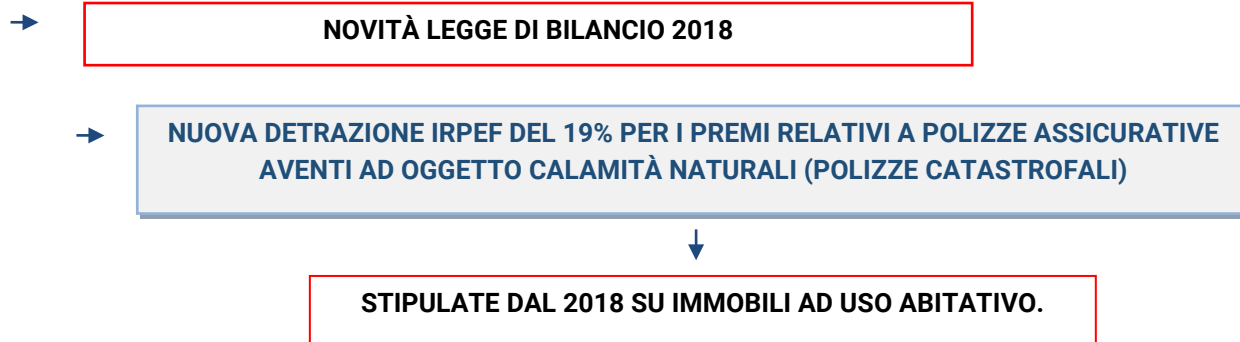 NOVITÀ LEGGE DI BILANCIO 2018
NUOVA DETRAZIONE IRPEF DEL 19% PER I PREMI RELATIVI A POLIZZE ASSICURATIVE
AVENTI AD OGGETTO CALAMITÀ NATURALI (POLIZZE CATASTROFALI)
STIPULATE DAL 2018 SU IMMOBILI AD USO ABITATIVO.